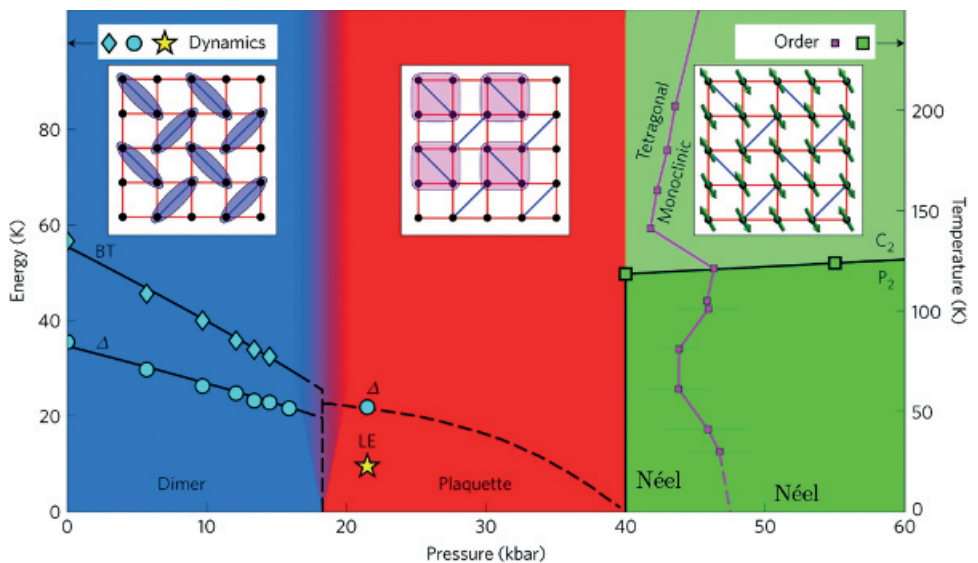 Dynamics
Order
Tetragonal
Monoclinic
80
60
40
20
0
Energy (K)
200
150
100
50
0
Temperature (K)
BT
Δ
Δ
LE
C2
P2
Dimer
Plaquette
Néel
Néel
0
10
20
30
40
50
60
Pressure (kbar)